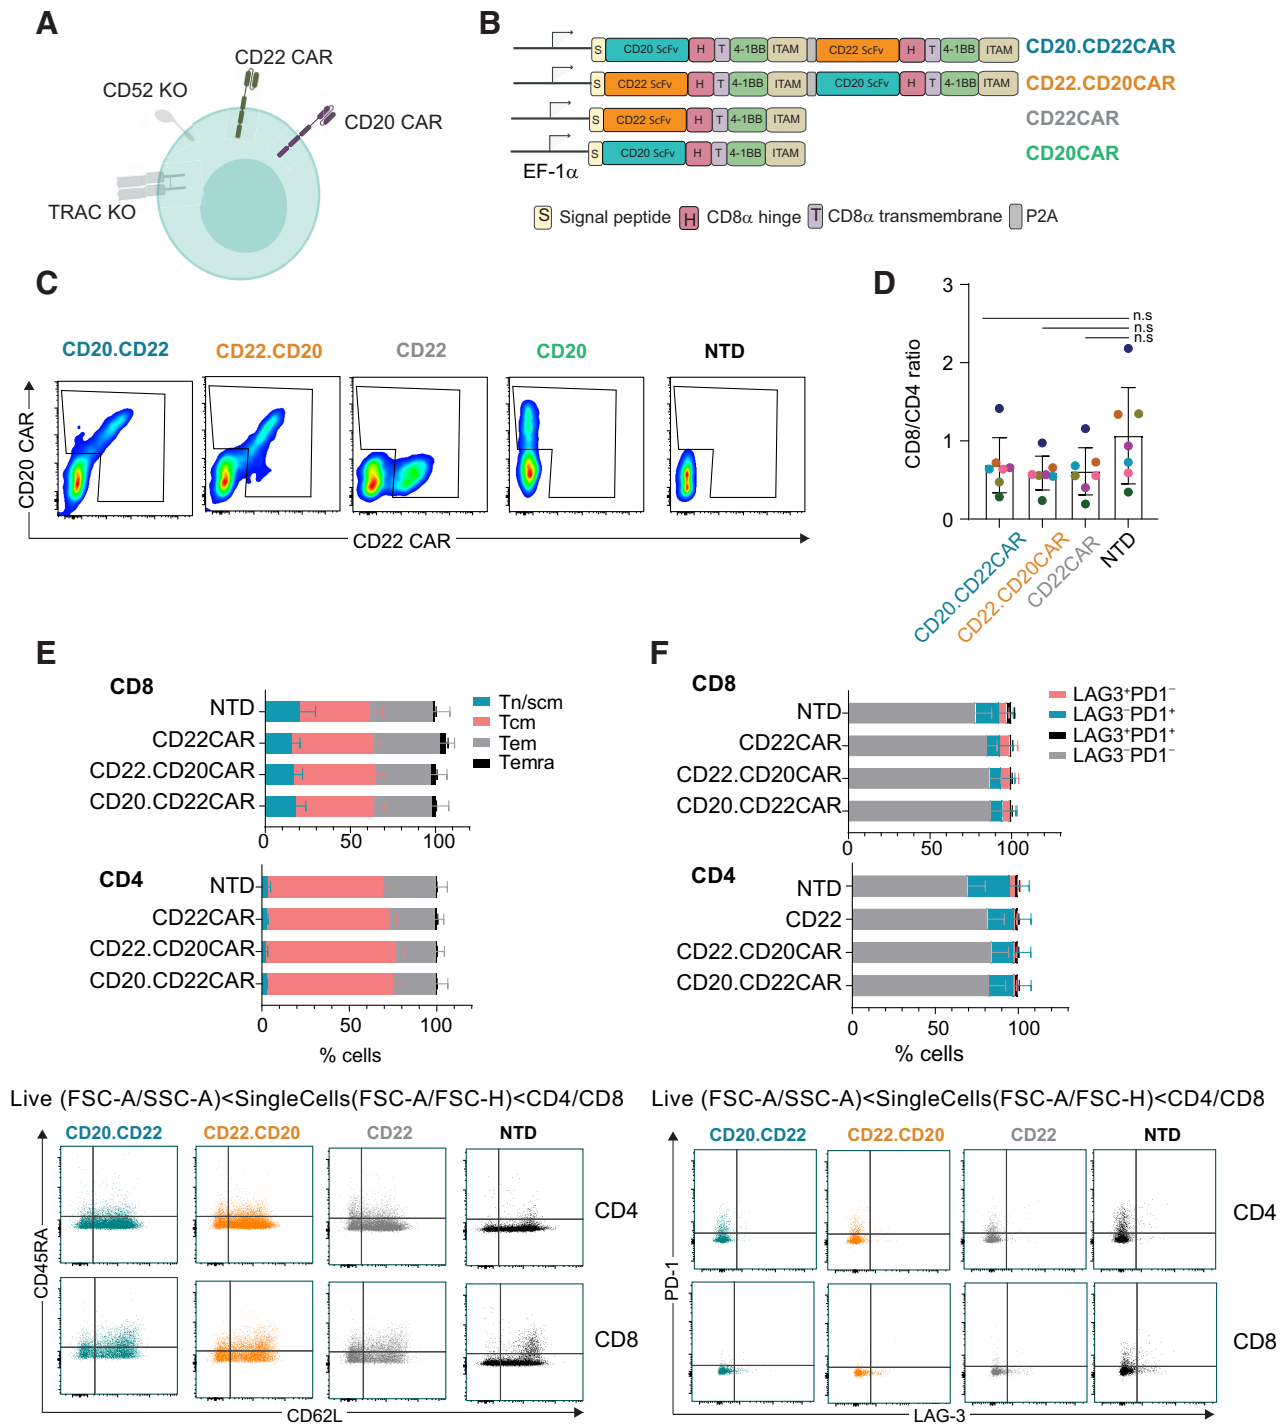 A
CD22 CAR
CD52 KO
CD20 CAR
TRAC KO
B
S CD20 ScFv H T 4-1BB ITAM CD22 ScFv H T 4-1BB ITAM CD20.CD22CAR
S CD22 ScFv H T 4-1BB ITAM CD20 ScFv H T 4-1BB ITAM CD22.CD20CAR
S CD22 ScFv H T 4-1BB ITAM CD22CAR
S CD20 ScFv H T 4-1BB ITAM CD20CAR
EF-1α
S Signal peptide H CD8α hinge T CD8α transmembrane P2A
C
CD20.CD22 CD22.CD20 CD22 CD20 NTD
CD20 CAR
CD22 CAR
D
CD8/CD4 ratio
3
2
1
0
n.s
n.s
n.s
CD20.CD22CAR
CD22.CD20CAR
CD22CAR
NTD
E
CD8
NTD
CD22CAR
CD22.CD20CAR
CD20.CD22CAR
0 50 100
Tn/scm
Tcm
Tem
Temra
CD4
NTD
CD22CAR
CD22.CD20CAR
CD20.CD22CAR
0 50 100
% cells
Live (FSC-A/SSC-A)<SingleCells(FSC-A/FSC-H)<CD4/CD8
CD20.CD22 CD22.CD20 CD22 NTD
CD4
CD8
CD45RA
CD62L
F
CD8
NTD
CD22CAR
CD22.CD20CAR
CD20.CD22CAR
0 50 100
LAG3⁺PD1⁻
LAG3⁻PD1⁺
LAG3⁺PD1⁺
LAG3⁻PD1⁻
CD4
NTD
CD22
CD22.CD20CAR
CD20.CD22CAR
0 50 100
% cells
Live (FSC-A/SSC-A)<SingleCells(FSC-A/FSC-H)<CD4/CD8
CD20.CD22 CD22.CD20 CD22 NTD
CD4
CD8
PD-1
LAG-3